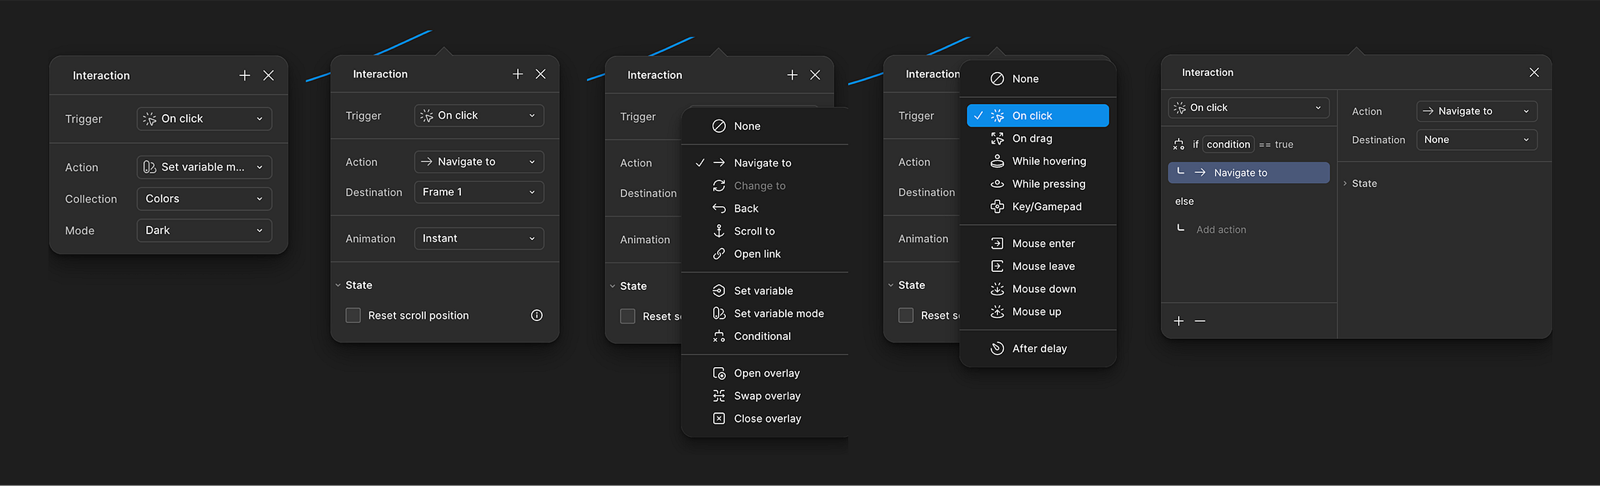 Interaction
Trigger
On click
Action
Set variable m...
Collection
Colors
Mode
Dark
Interaction
Trigger
On click
Action
Navigate to
Destination
Frame 1
Animation
Instant
State
Reset scroll position
Interaction
Trigger
Action
Destination
Animation
State
Reset s
None
Navigate to
Change to
Back
Scroll to
Open link
Set variable
Set variable mode
Conditional
Open overlay
Swap overlay
Close overlay
Interaction
Trigger
Action
Destination
Animation
State
Reset s
None
On click
On drag
While hovering
While pressing
Key/Gamepad
Mouse enter
Mouse leave
Mouse down
Mouse up
After delay
Interaction
On click
if condition == true
Navigate to
else
Add action
Action
Navigate to
Destination
None
State